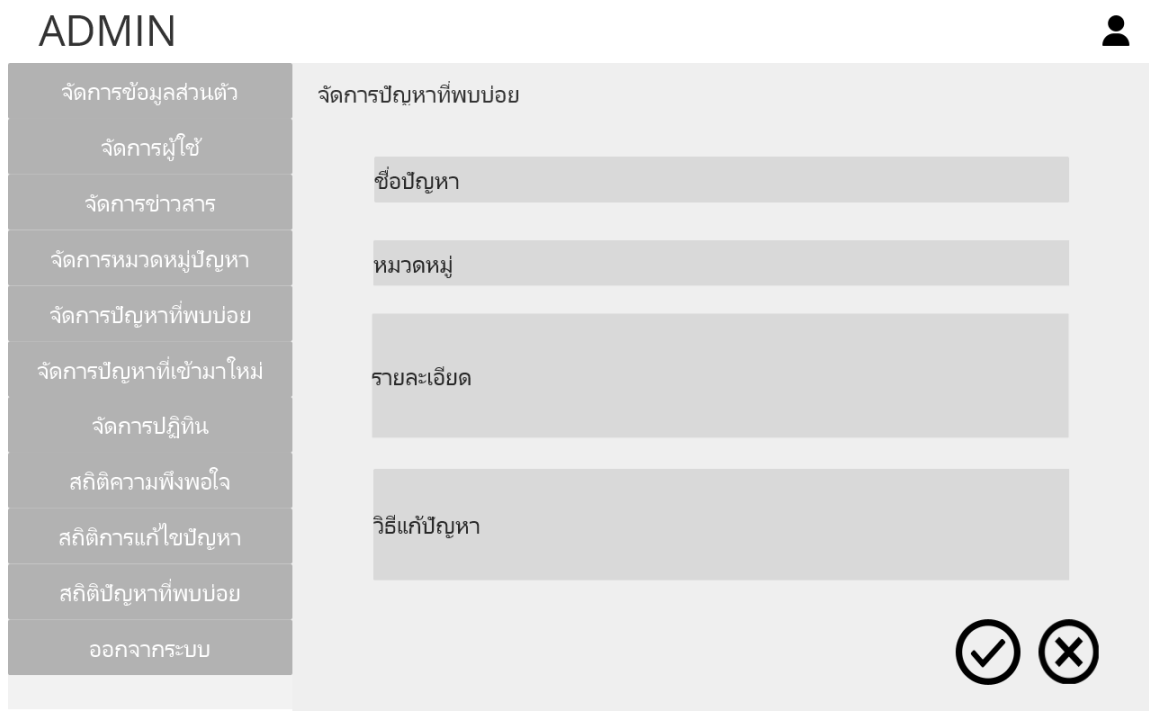 ADMIN
จัดการข้อมูลส่วนตัว
จัดการผู้ใช้
จัดการข่าวสาร
จัดการหมวดหมู่ปัญหา
จัดการปัญหาที่พบบ่อย
จัดการปัญหาที่เข้ามาใหม่
จัดการปฏิทิน
สถิติความพึงพอใจ
สถิติการแก้ไขปัญหา
สถิติปัญหาที่พบบ่อย
ออกจากระบบ
จัดการปัญหาที่พบบ่อย
ชื่อปัญหา
หมวดหมู่
รายละเอียด
วิธีแก้ปัญหา